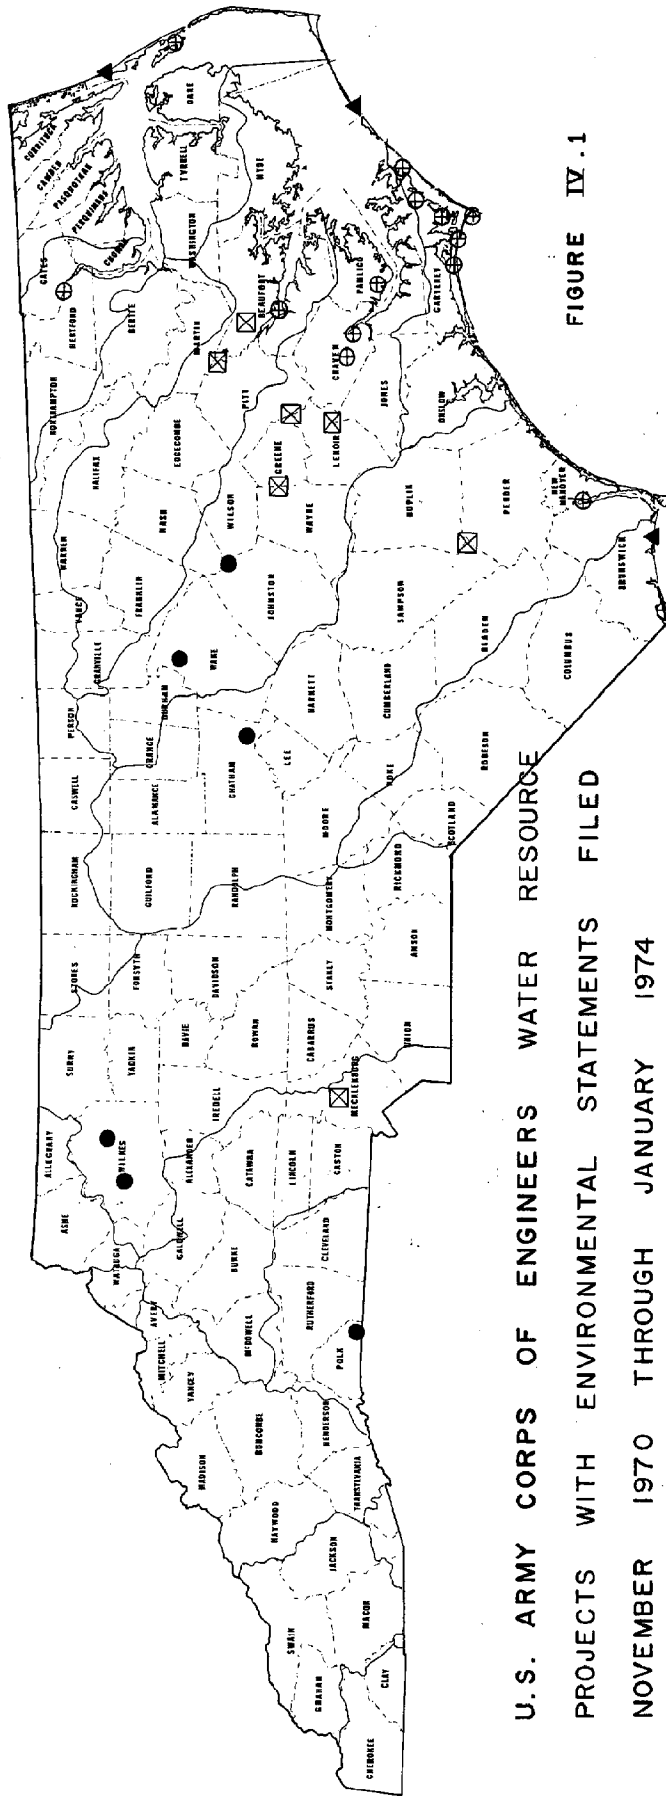 CURRITUCK
CAMDEN
PASQUOTANK
PERQUIMANS
GATES
CHOWAN
HERTFORD
NORTHAMPTON
BERTIE
HALIFAX
WARREN
VANCE
GRANVILLE
PERSON
CASWELL
ROCKINGHAM
STOKES
SURRY
ALLEGHANY
ASHE
WATAUGA
WILKES
YADKIN
FORSYTH
GUILFORD
ALAMANCE
ORANGE
DURHAM
FRANKLIN
NASH
EDGECOMBE
MARTIN
WASHINGTON
TYRRELL
DARE
HYDE
BEAUFORT
PITT
WILSON
WAKE
JOHNSTON
GREENE
WAYNE
LENOIR
CRAVEN
PAMLICO
CARTERET
JONES
ONSLOW
DUPLIN
PENDER
NEW HANOVER
BRUNSWICK
COLUMBUS
BLADEN
SAMPSON
CUMBERLAND
HARNETT
LEE
CHATHAM
RANDOLPH
MOORE
HOKE
ROBESON
SCOTLAND
RICHMOND
MONTGOMERY
ANSON
STANLY
UNION
CABARRUS
ROWAN
DAVIDSON
DAVIE
IREDELL
ALEXANDER
CATAWBA
LINCOLN
GASTON
MECKLENBURG
CLEVELAND
BURKE
CALDWELL
AVERY
MITCHELL
YANCEY
McDOWELL
RUTHERFORD
POLK
HENDERSON
BUNCOMBE
MADISON
HAYWOOD
TRANSYLVANIA
JACKSON
SWAIN
MACON
GRAHAM
CLAY
CHEROKEE
FIGURE IV.1
U.S. ARMY CORPS OF ENGINEERS WATER RESOURCE
PROJECTS WITH ENVIRONMENTAL STATEMENTS FILED
NOVEMBER 1970 THROUGH JANUARY 1974